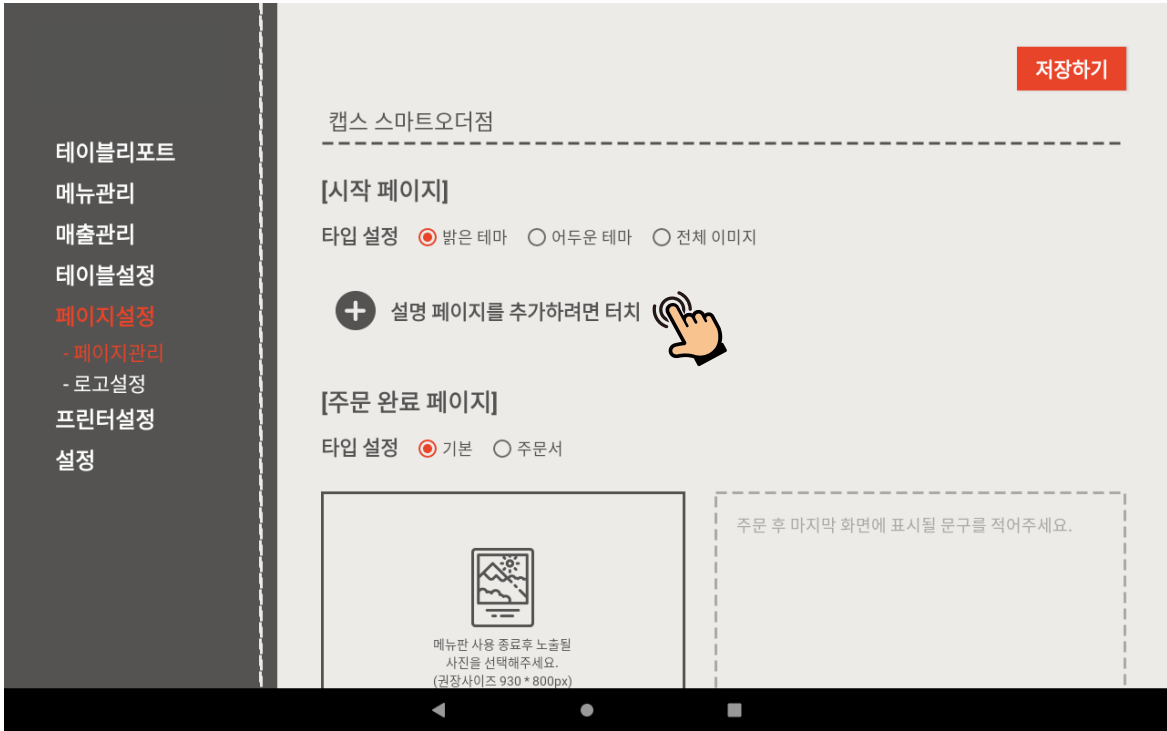 저장하기
캡스 스마트오더점
테이블리포트
메뉴관리
매출관리
테이블설정
페이지설정
- 페이지관리
- 로고설정
프린터설정
설정
[시작 페이지]
타입 설정 밝은 테마 어두운 테마 전체 이미지
설명 페이지를 추가하려면 터치
[주문 완료 페이지]
타입 설정 기본 주문서
메뉴판 사용 종료후 노출될
사진을 선택해주세요.
(권장사이즈 930 * 800px)
주문 후 마지막 화면에 표시될 문구를 적어주세요.